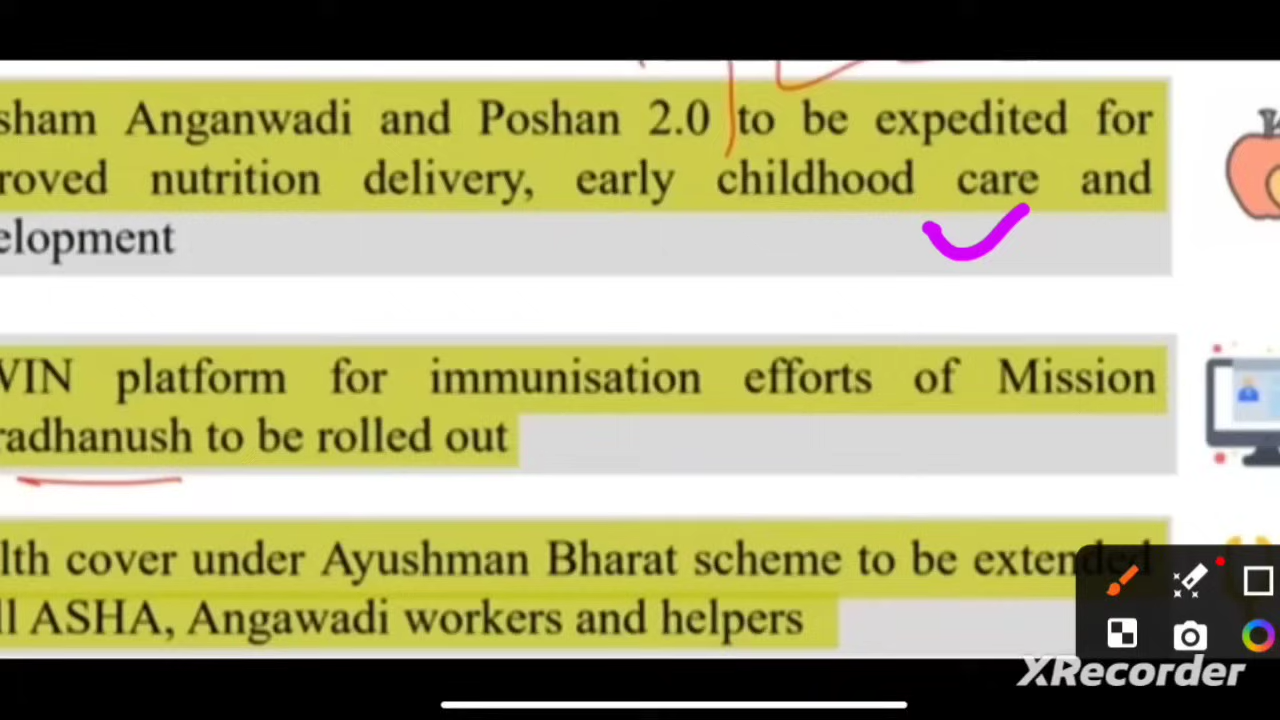 sham Anganwadi and Poshan 2.0 to be expedited for
roved nutrition delivery, early childhood care and
elopment
VIN platform for immunisation efforts of Mission
radhanush to be rolled out
lth cover under Ayushman Bharat scheme to be extended
ll ASHA, Angawadi workers and helpers
XRecorder